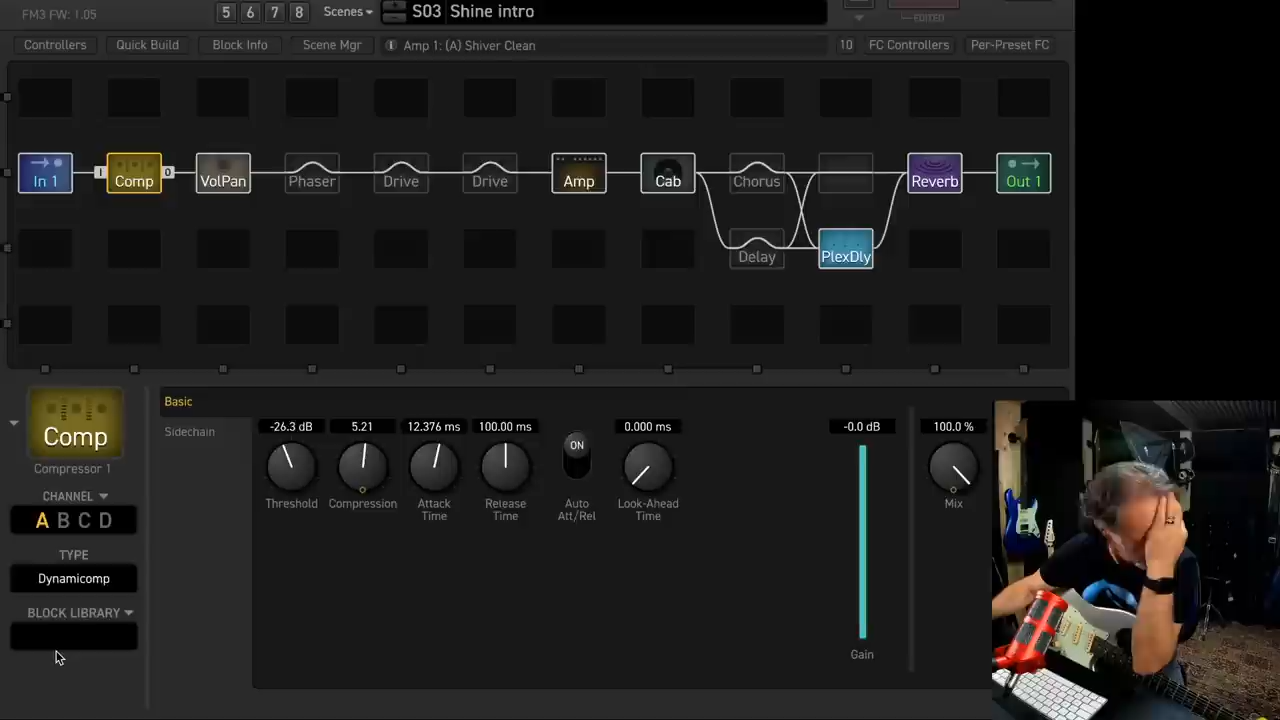 FM3 FW: 1.05
5 6 7 8 Scenes S03 Shine intro
EDITED
Controllers Quick Build Block Info Scene Mgr Amp 1: (A) Shiver Clean 10 FC Controllers Per-Preset FC
In 1 I Comp O VolPan Phaser Drive Drive Amp Cab Chorus Reverb Out 1
Delay PlexDly
Comp
Compressor 1
CHANNEL
A B C D
TYPE
Dynamicomp
BLOCK LIBRARY
Basic
Sidechain
-26.3 dB 5.21 12.376 ms 100.00 ms ON 0.000 ms -0.0 dB 100.0 %
Threshold Compression Attack Time Release Time Auto Att/Rel Look-Ahead Time Gain Mix